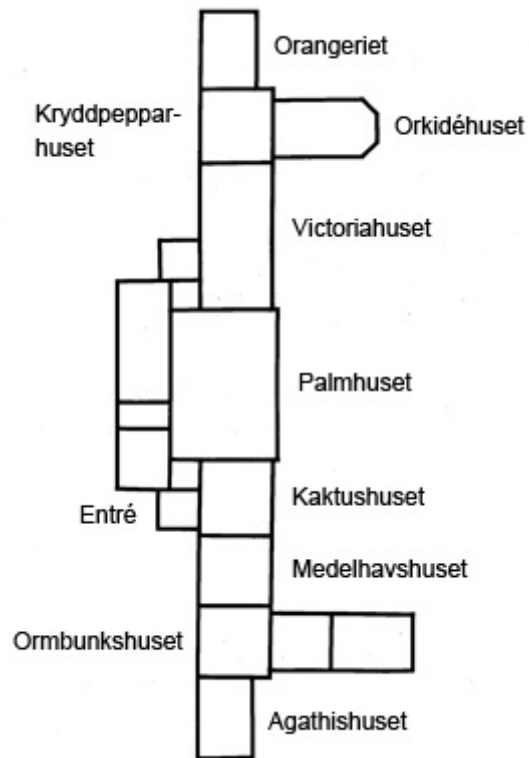 Orangeriet
Kryddpeppar-
huset
Orkidéhuset
Victoriahuset
Palmhuset
Kaktushuset
Entré
Medelhavshuset
Ormbunkshuset
Agathishuset